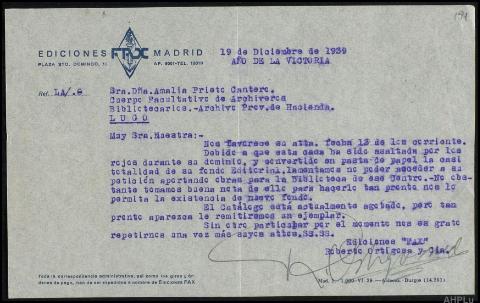 191
EDICIONES FAX MADRID
PLAZA STO. DOMINGO, 13 AP. 8001-TEL.
19 de Diciembre de 1939
AÑO DE LA VICTORIA
Ref. LA/.
Sra.Dña.Amalia Prieto Cantero.
Cuerpo Facultativo de Archiveros
Bibliotecarios.-Archivo Prov.de Hacienda.
LUGO
Muy Sra.Nuestra:-
Nos favorece su atta. fecha 13 de los corriente.
Debido a que esta casa ha sido asaltada por los
rojos durante su dominio, y convertido en pasta de papel la casi
totalidad de su fondo Editorial,lamentamos no poder acceder a su
petición aportando obras para la Biblioteca de ese Centro. No obs
tante tomamos buena nota de ello para hacerlo tan pronto nos lo
permita la existencia de nuevo fondo.
El Catálogo está actualmente agotado, pero tan
pronto aparezca le remitiremos un ejemplar.
Sin otro particular por el momento nos es grato
repetirnos una vez más suyos attos.SS.SS.
Ediciones "FAX"
Roberto Ortigosa y Cía.
Toda la correspondencia administrativa, así como los giros y órdenes
de pago, han de ser expedidos a nombre de Ediciones FAX
AHPLu